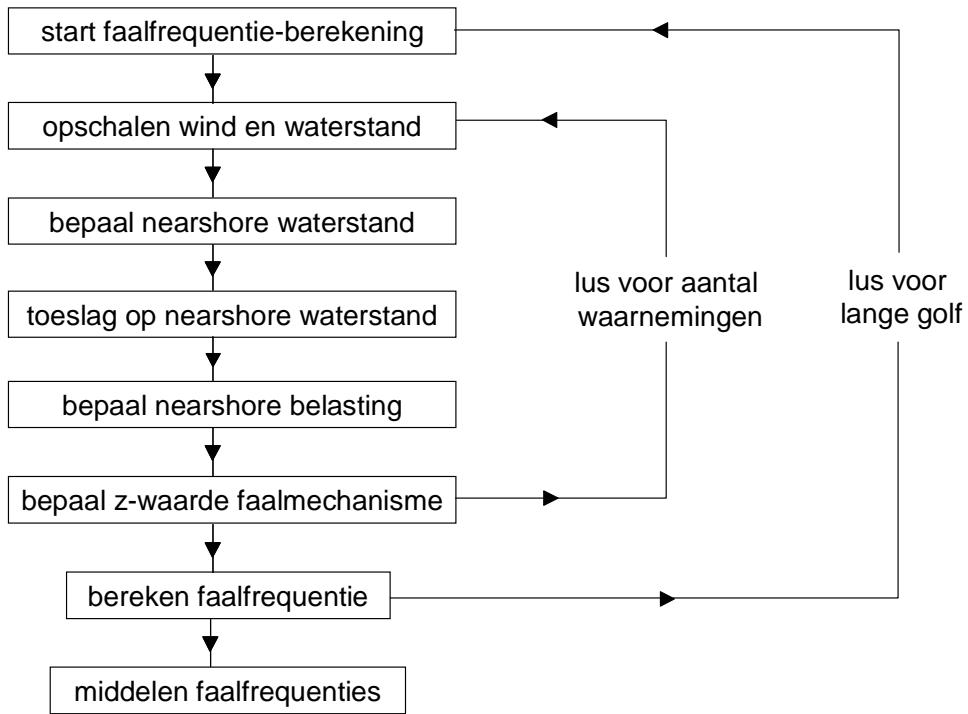 start faalfrequentie-berekening
opschalen wind en waterstand
bepaal nearshore waterstand
toeslag op nearshore waterstand
bepaal nearshore belasting
bepaal z-waarde faalmechanisme
bereken faalfrequentie
middelen faalfrequenties
lus voor aantal
waarnemingen
lus voor
lange golf